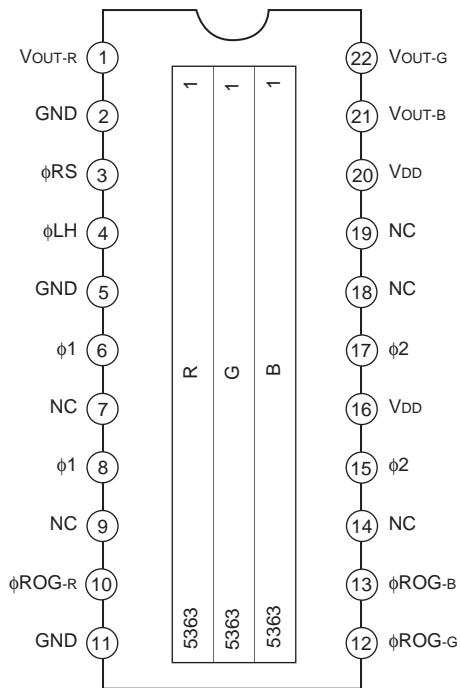 VOUT-R 1 22 VOUT-G
GND 2 21 VOUT-B
φRS 3 20 VDD
φLH 4 19 NC
GND 5 18 NC
φ1 6 17 φ2
NC 7 16 VDD
φ1 8 15 φ2
NC 9 14 NC
φROG-R 10 13 φROG-B
GND 11 12 φROG-G
1 1 1
R G B
5363 5363 5363